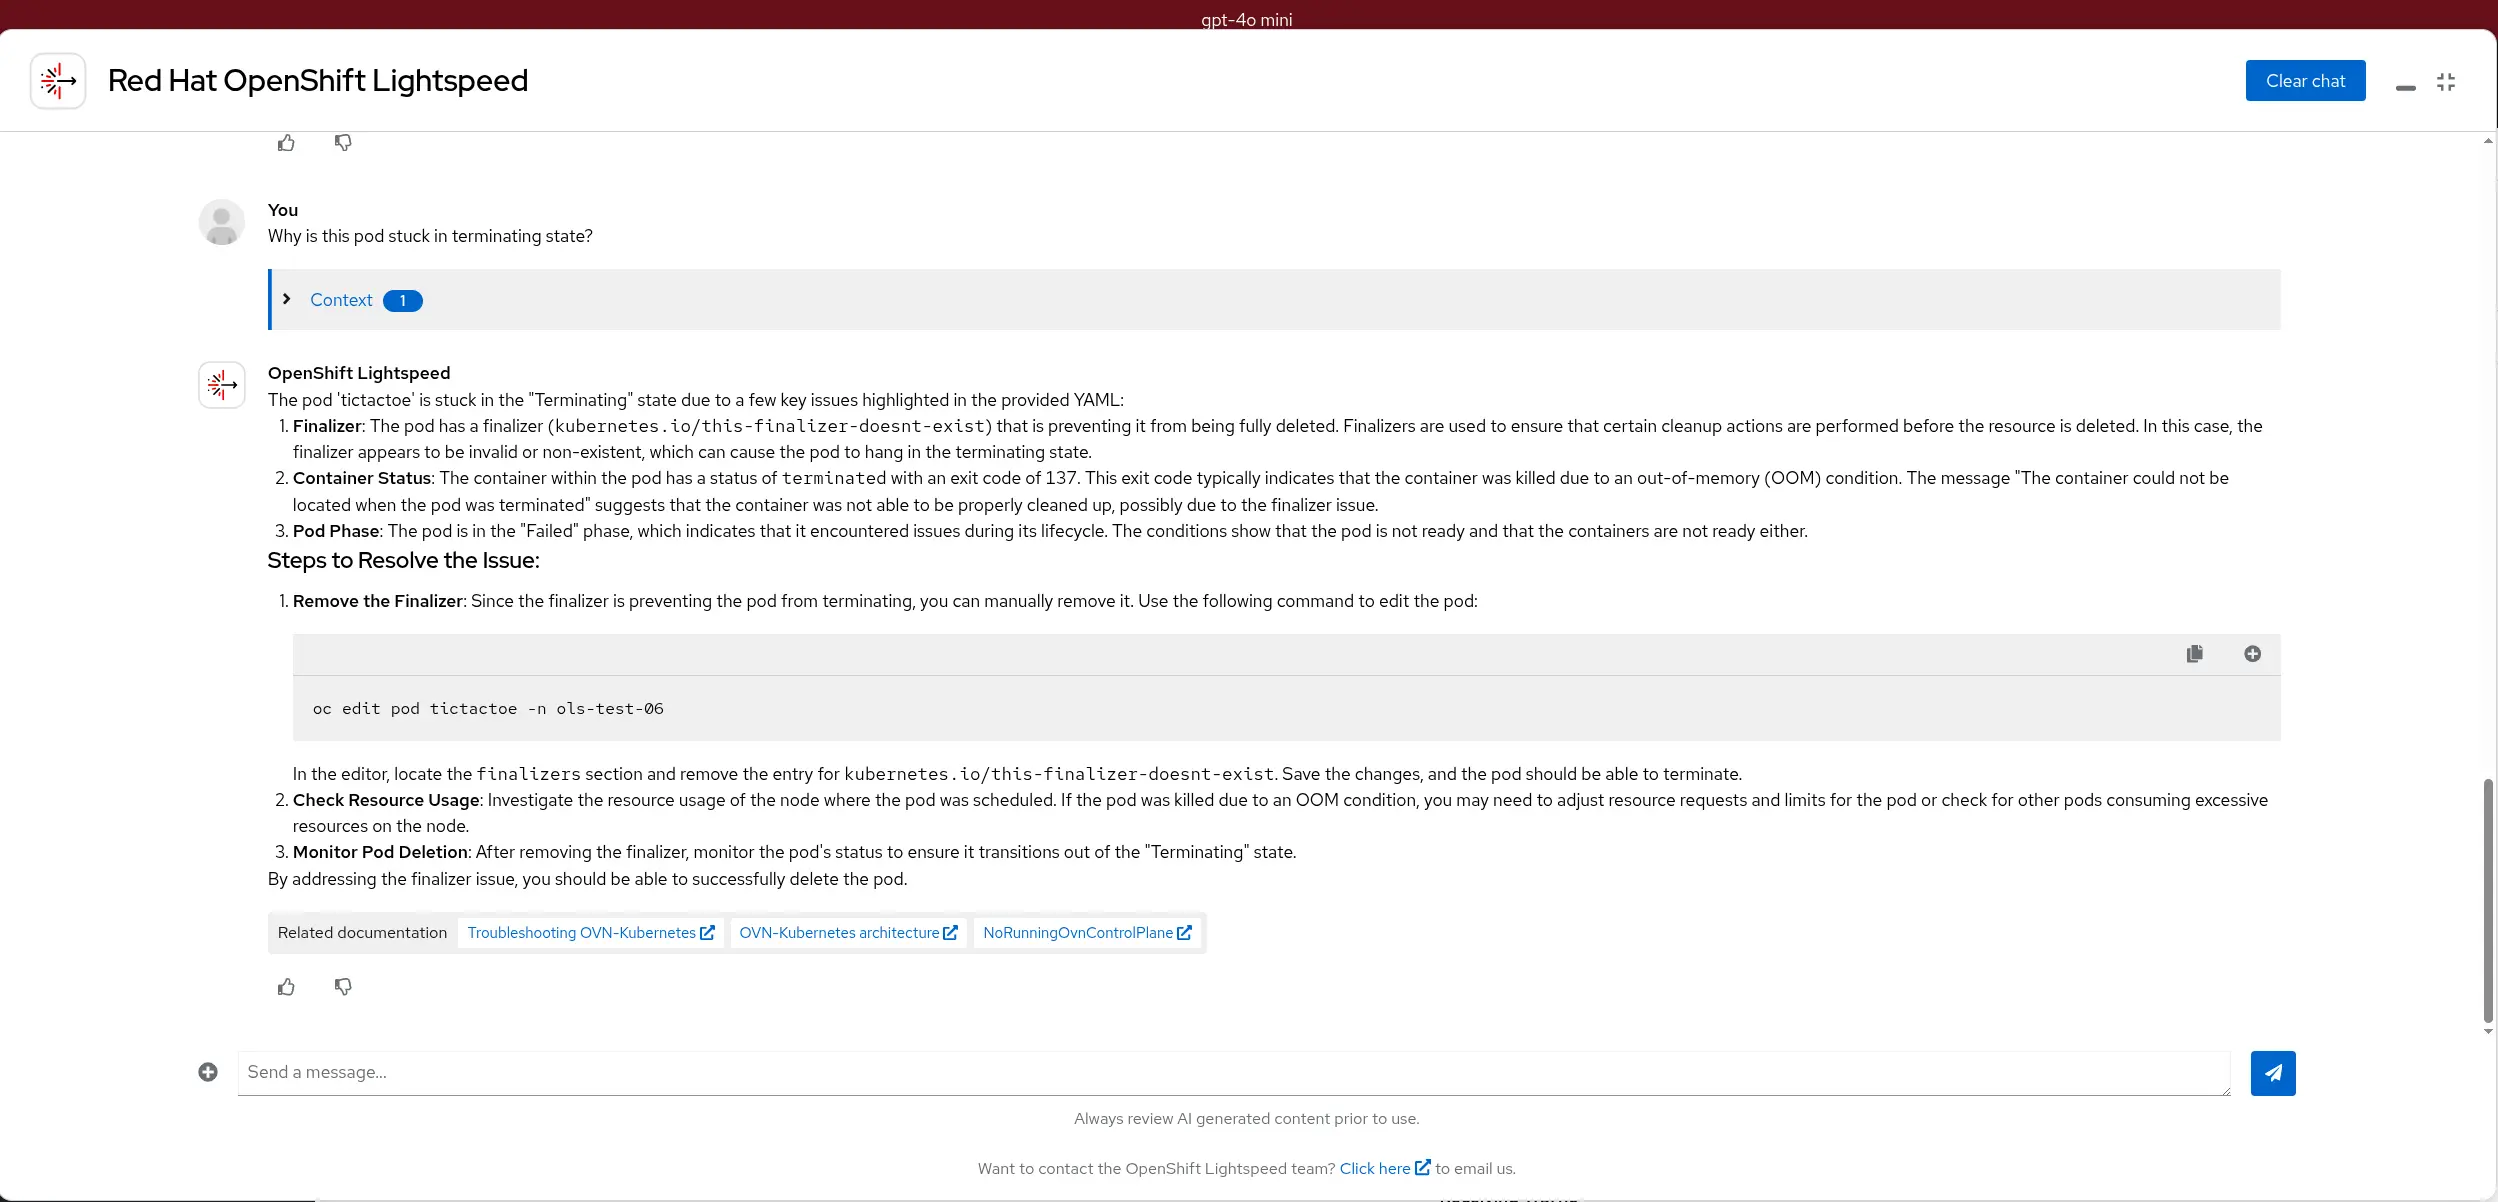 gpt-4o mini
Red Hat OpenShift Lightspeed
Clear chat
You
Why is this pod stuck in terminating state?
Context 1
OpenShift Lightspeed
The pod 'tictactoe' is stuck in the "Terminating" state due to a few key issues highlighted in the provided YAML:
1. Finalizer: The pod has a finalizer (kubernetes.io/this-finalizer-doesnt-exist) that is preventing it from being fully deleted. Finalizers are used to ensure that certain cleanup actions are performed before the resource is deleted. In this case, the
finalizer appears to be invalid or non-existent, which can cause the pod to hang in the terminating state.
2. Container Status: The container within the pod has a status of terminated with an exit code of 137. This exit code typically indicates that the container was killed due to an out-of-memory (OOM) condition. The message "The container could not be
located when the pod was terminated" suggests that the container was not able to be properly cleaned up, possibly due to the finalizer issue.
3. Pod Phase: The pod is in the "Failed" phase, which indicates that it encountered issues during its lifecycle. The conditions show that the pod is not ready and that the containers are not ready either.
Steps to Resolve the Issue:
1. Remove the Finalizer: Since the finalizer is preventing the pod from terminating, you can manually remove it. Use the following command to edit the pod:
oc edit pod tictactoe -n ols-test-06
In the editor, locate the finalizers section and remove the entry for kubernetes.io/this-finalizer-doesnt-exist. Save the changes, and the pod should be able to terminate.
2. Check Resource Usage: Investigate the resource usage of the node where the pod was scheduled. If the pod was killed due to an OOM condition, you may need to adjust resource requests and limits for the pod or check for other pods consuming excessive
resources on the node.
3. Monitor Pod Deletion: After removing the finalizer, monitor the pod's status to ensure it transitions out of the "Terminating" state.
By addressing the finalizer issue, you should be able to successfully delete the pod.
Related documentation Troubleshooting OVN-Kubernetes OVN-Kubernetes architecture NoRunningOvnControlPlane
Send a message...
Always review AI generated content prior to use.
Want to contact the OpenShift Lightspeed team? Click here to email us.